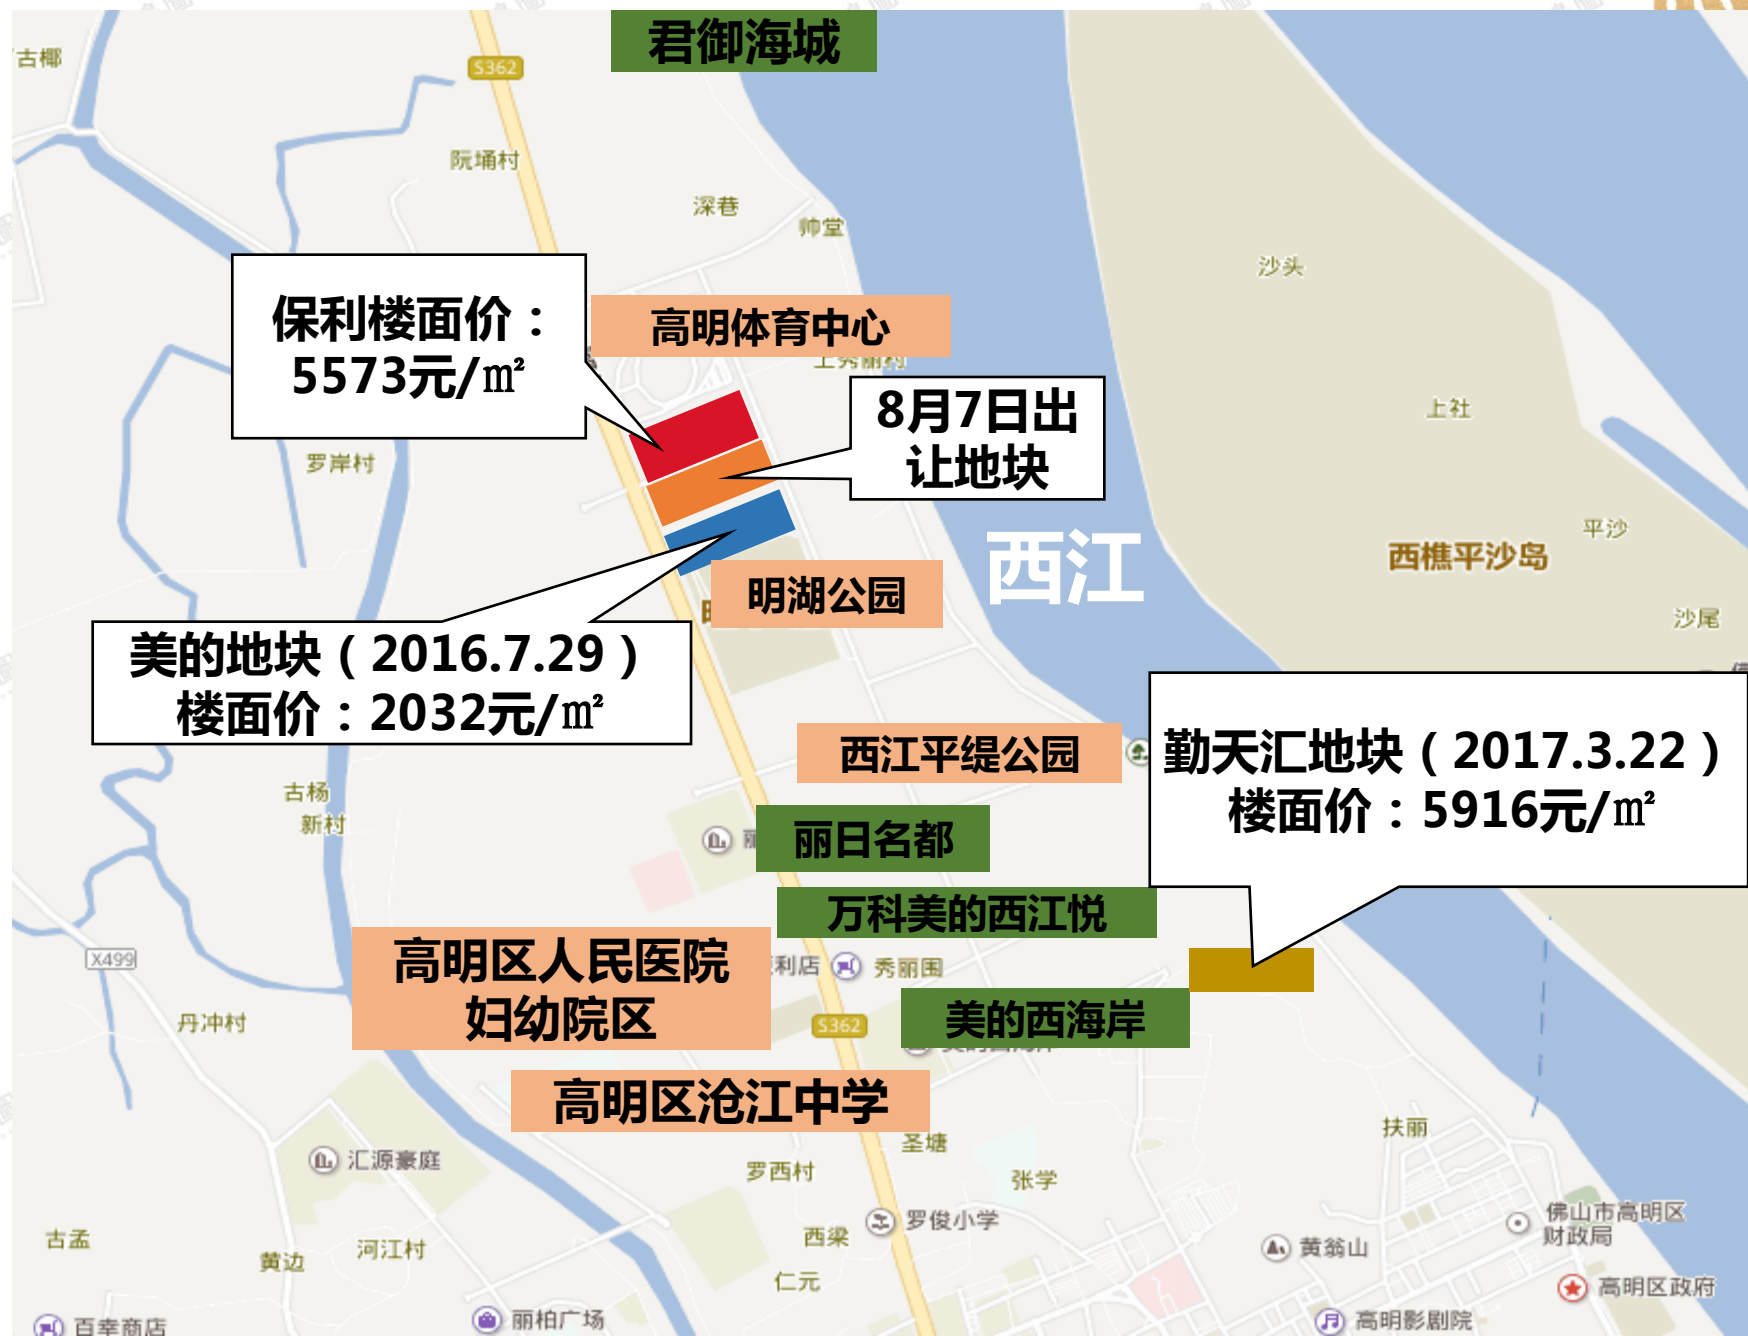 君御海城
古椰
S362
阮埇村
深巷
帅堂
沙头
保利楼面价：
5573元/㎡
高明体育中心
上秀丽村
8月7日出
让地块
上社
罗岸村
西江
平沙
西樵平沙岛
明湖公园
沙尾
美的地块（2016.7.29）
楼面价：2032元/㎡
西江平缇公园
勤天汇地块（2017.3.22）
楼面价：5916元/㎡
古杨
新村
丽日名都
万科美的西江悦
高明区人民医院
妇幼院区
X499
利店
秀丽围
丹冲村
S362
美的西海岸
高明区沧江中学
扶丽
圣塘
汇源豪庭
罗西村
张学
罗俊小学
佛山市高明区
财政局
古孟
河江村
西梁
黄翁山
黄边
仁元
高明区政府
百幸商店
丽柏广场
高明影剧院